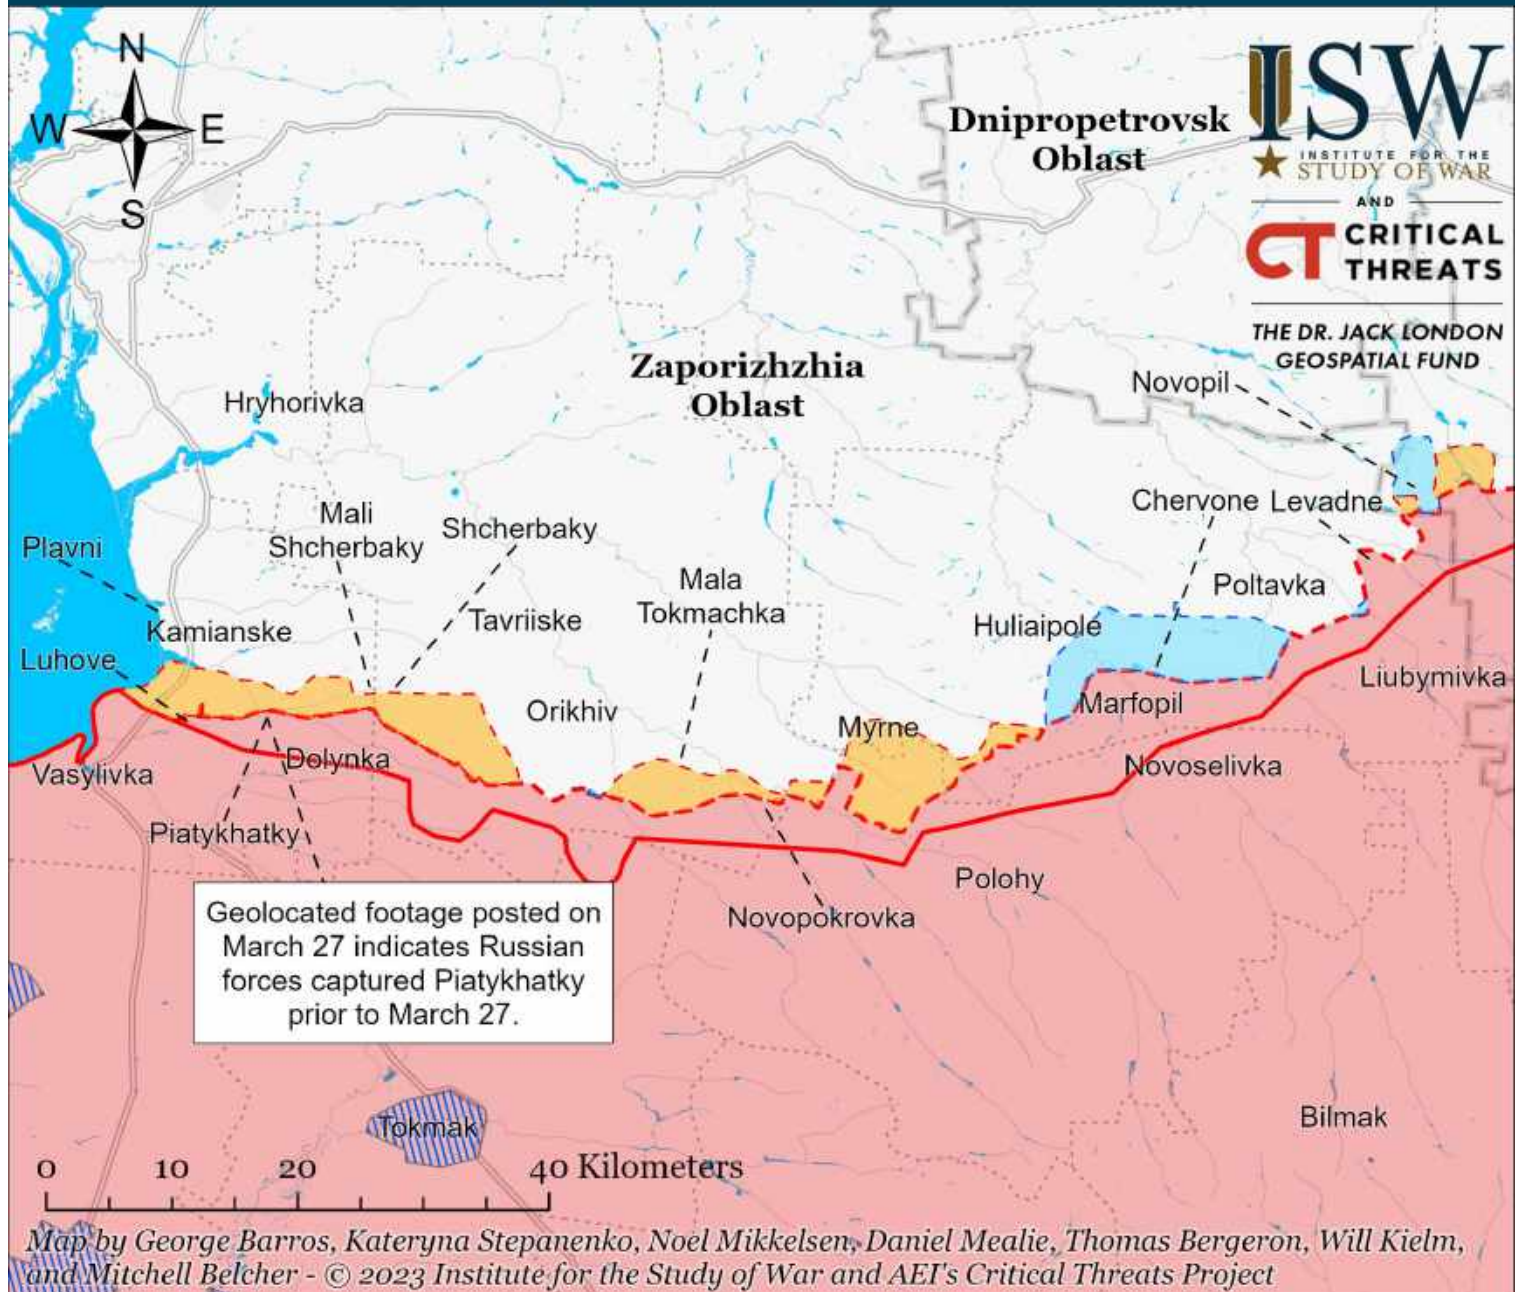 N
W
E
S
Dnipropetrovsk
Oblast
ISW
INSTITUTE FOR THE
STUDY OF WAR
AND
CT CRITICAL
THREATS
THE DR. JACK LONDON
GEOSPATIAL FUND
Zaporizhzhia
Oblast
Novopil
Hryhorivka
Mali
Shcherbaky
Shcherbaky
Chervone
Levadne
Plavni
Mala
Tokmachka
Poltavka
Kamianske
Tavriiske
Huliaipole
Luhove
Liubymivka
Orikhiv
Marfopil
Myrne
Vasylivka
Dolynka
Novoselivka
Piatykhatky
Polohy
Novopokrovka
Geolocated footage posted on
March 27 indicates Russian
forces captured Piatykhatky
prior to March 27.
Tokmak
Bilmak
0 10 20 40 Kilometers
Map by George Barros, Kateryna Stepanenko, Noel Mikkelsen, Daniel Mealie, Thomas Bergeron, Will Kielm,
and Mitchell Belcher - © 2023 Institute for the Study of War and AEI's Critical Threats Project